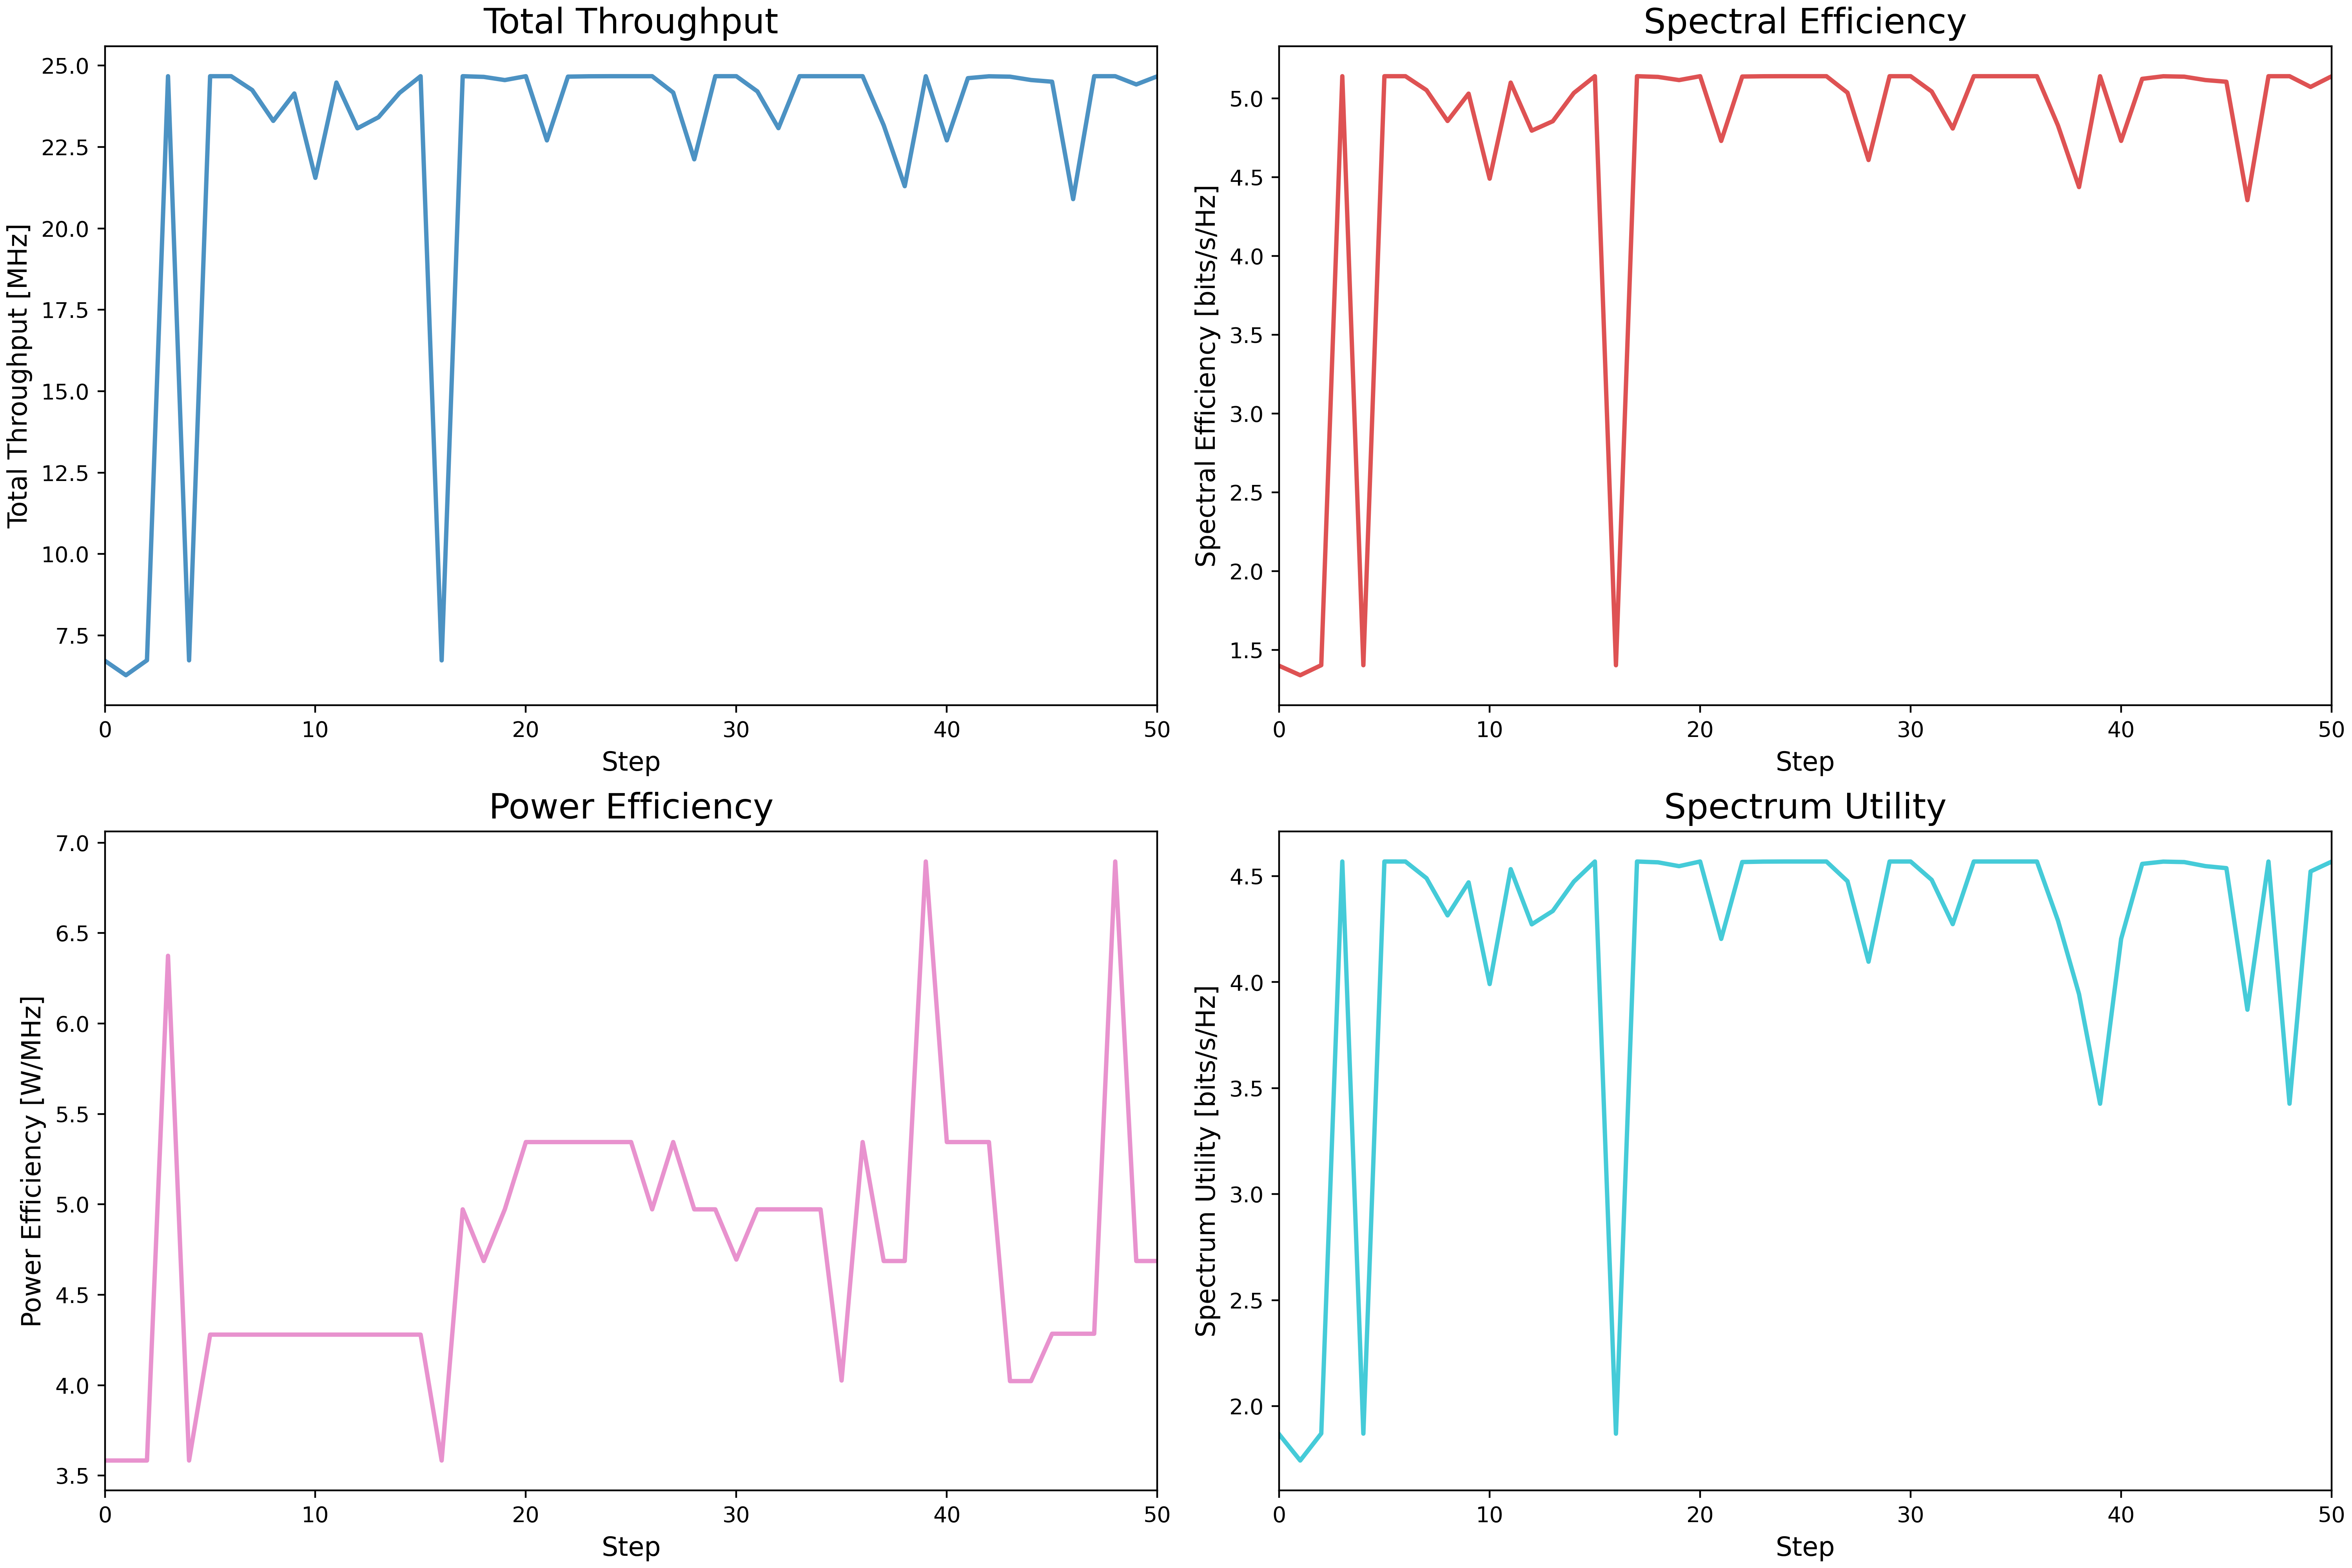 Total Throughput
Total Throughput [MHz]
25.0
22.5
20.0
17.5
15.0
12.5
10.0
7.5
0 10 20 30 40 50
Step
Spectral Efficiency
Spectral Efficiency [bits/s/Hz]
5.0
4.5
4.0
3.5
3.0
2.5
2.0
1.5
0 10 20 30 40 50
Step
Power Efficiency
Power Efficiency [W/MHz]
7.0
6.5
6.0
5.5
5.0
4.5
4.0
3.5
0 10 20 30 40 50
Step
Spectrum Utility
Spectrum Utility [bits/s/Hz]
4.5
4.0
3.5
3.0
2.5
2.0
0 10 20 30 40 50
Step